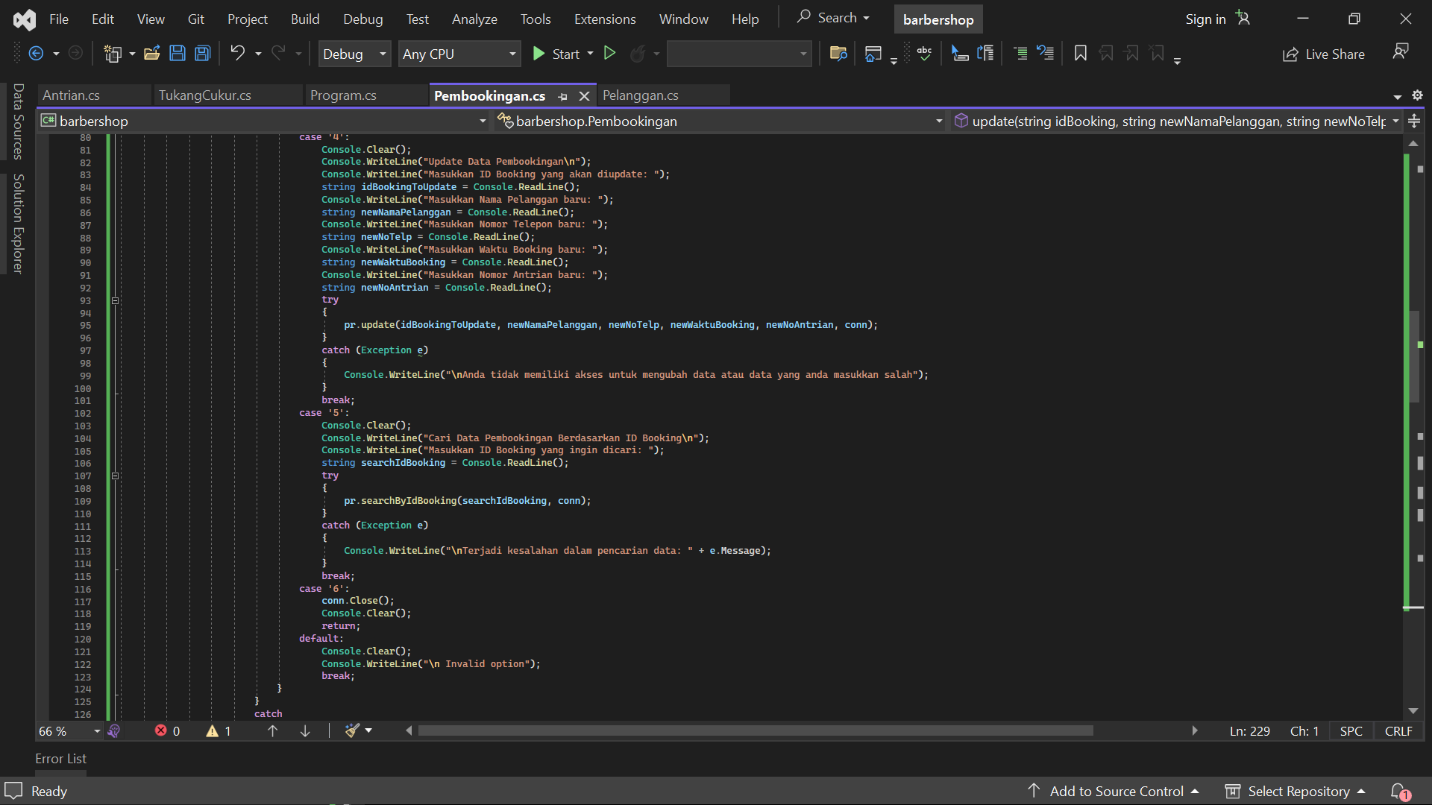 File Edit View Git Project Build Debug Test Analyze Tools Extensions Window Help Search barbershop Sign in
Debug Any CPU Start Live Share
Data Sources
Solution Explorer
Antrian.cs TukangCukur.cs Program.cs Pembookingan.cs Pelanggan.cs
C# barbershop barbershop.Pembookingan update(string idBooking, string newNamaPelanggan, string newNoTelp
80 case '4':
81 Console.Clear();
82 Console.WriteLine("Update Data Pembookingan\n");
83 Console.WriteLine("Masukkan ID Booking yang akan diupdate: ");
84 string idBookingToUpdate = Console.ReadLine();
85 Console.WriteLine("Masukkan Nama Pelanggan baru: ");
86 string newNamaPelanggan = Console.ReadLine();
87 Console.WriteLine("Masukkan Nomor Telepon baru: ");
88 string newNoTelp = Console.ReadLine();
89 Console.WriteLine("Masukkan Waktu Booking baru: ");
90 string newWaktuBooking = Console.ReadLine();
91 Console.WriteLine("Masukkan Nomor Antrian baru: ");
92 string newNoAntrian = Console.ReadLine();
93 try
94 {
95 pr.update(idBookingToUpdate, newNamaPelanggan, newNoTelp, newWaktuBooking, newNoAntrian, conn);
96 }
97 catch (Exception e)
98 {
99 Console.WriteLine("\nAnda tidak memiliki akses untuk mengubah data atau data yang anda masukkan salah");
100 }
101 break;
102 case '5':
103 Console.Clear();
104 Console.WriteLine("Cari Data Pembookingan Berdasarkan ID Booking\n");
105 Console.WriteLine("Masukkan ID Booking yang ingin dicari: ");
106 string searchIdBooking = Console.ReadLine();
107 try
108 {
109 pr.searchByIdBooking(searchIdBooking, conn);
110 }
111 catch (Exception e)
112 {
113 Console.WriteLine("\nTerjadi kesalahan dalam pencarian data: " + e.Message);
114 }
115 break;
116 case '6':
117 conn.Close();
118 Console.Clear();
119 return;
120 default:
121 Console.Clear();
122 Console.WriteLine("\n Invalid option");
123 break;
124 }
125 }
126 catch
66 % 0 1 Ln: 229 Ch: 1 SPC CRLF
Error List
Ready Add to Source Control Select Repository 1